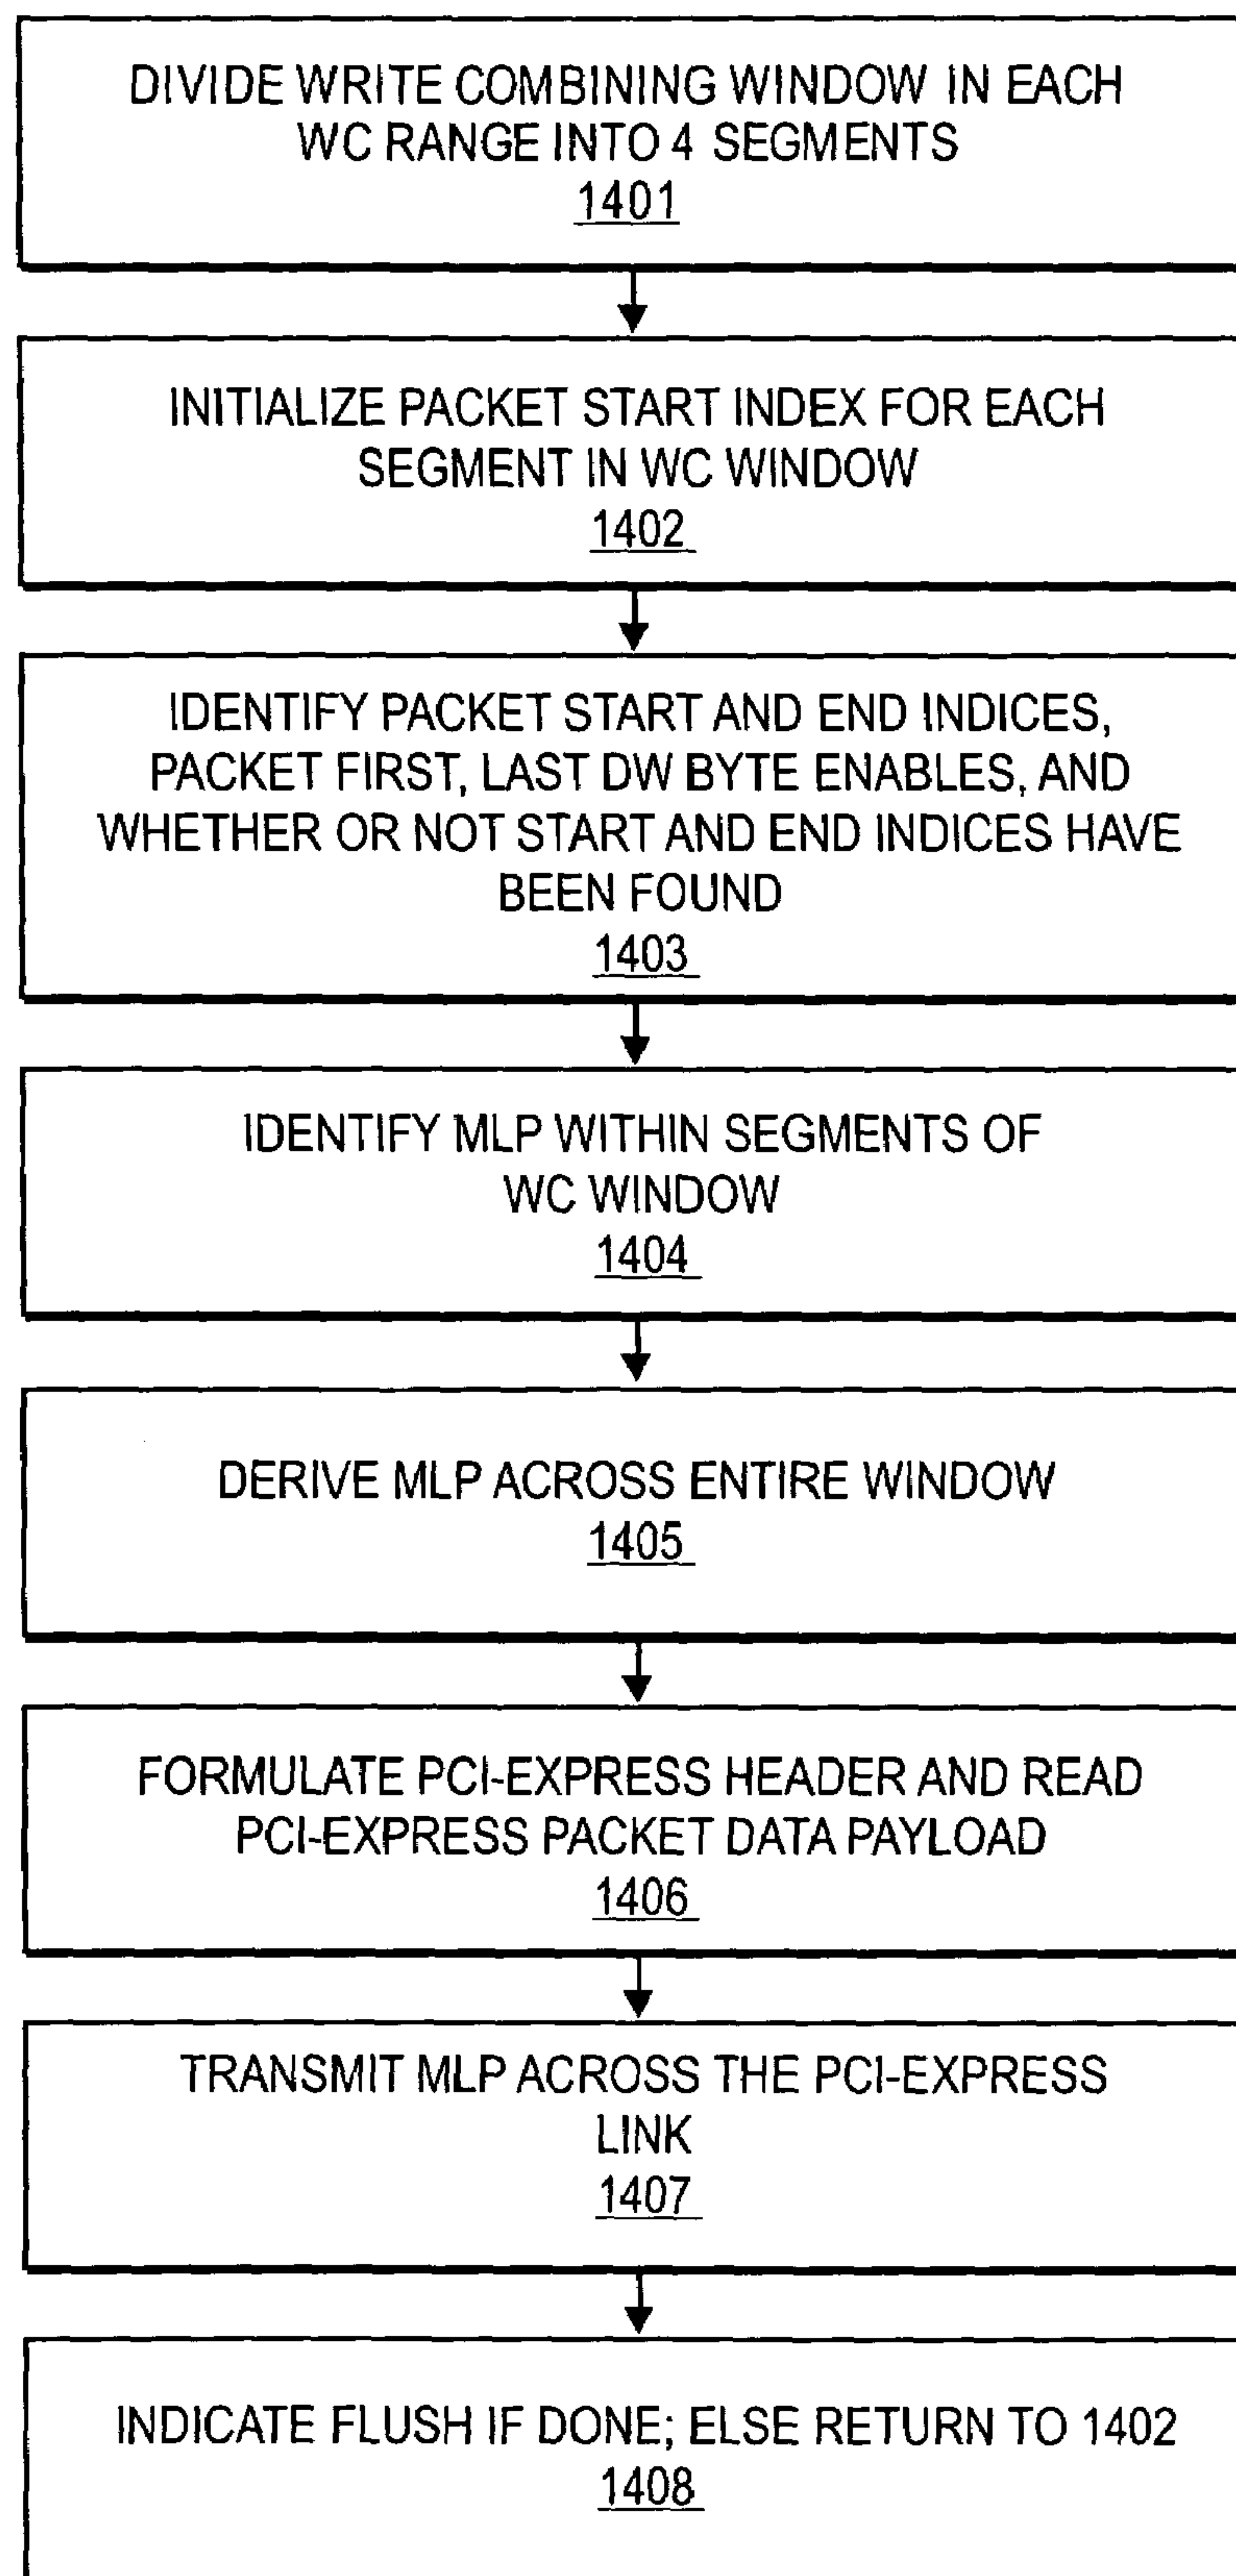 DIVIDE WRITE COMBINING WINDOW IN EACH
WC RANGE INTO 4 SEGMENTS
1401
INITIALIZE PACKET START INDEX FOR EACH
SEGMENT IN WC WINDOW
1402
IDENTIFY PACKET START AND END INDICES,
PACKET FIRST, LAST DW BYTE ENABLES, AND
WHETHER OR NOT START AND END INDICES HAVE
BEEN FOUND
1403
IDENTIFY MLP WITHIN SEGMENTS OF
WC WINDOW
1404
DERIVE MLP ACROSS ENTIRE WINDOW
1405
FORMULATE PCI-EXPRESS HEADER AND READ
PCI-EXPRESS PACKET DATA PAYLOAD
1406
TRANSMIT MLP ACROSS THE PCI-EXPRESS
LINK
1407
INDICATE FLUSH IF DONE; ELSE RETURN TO 1402
1408